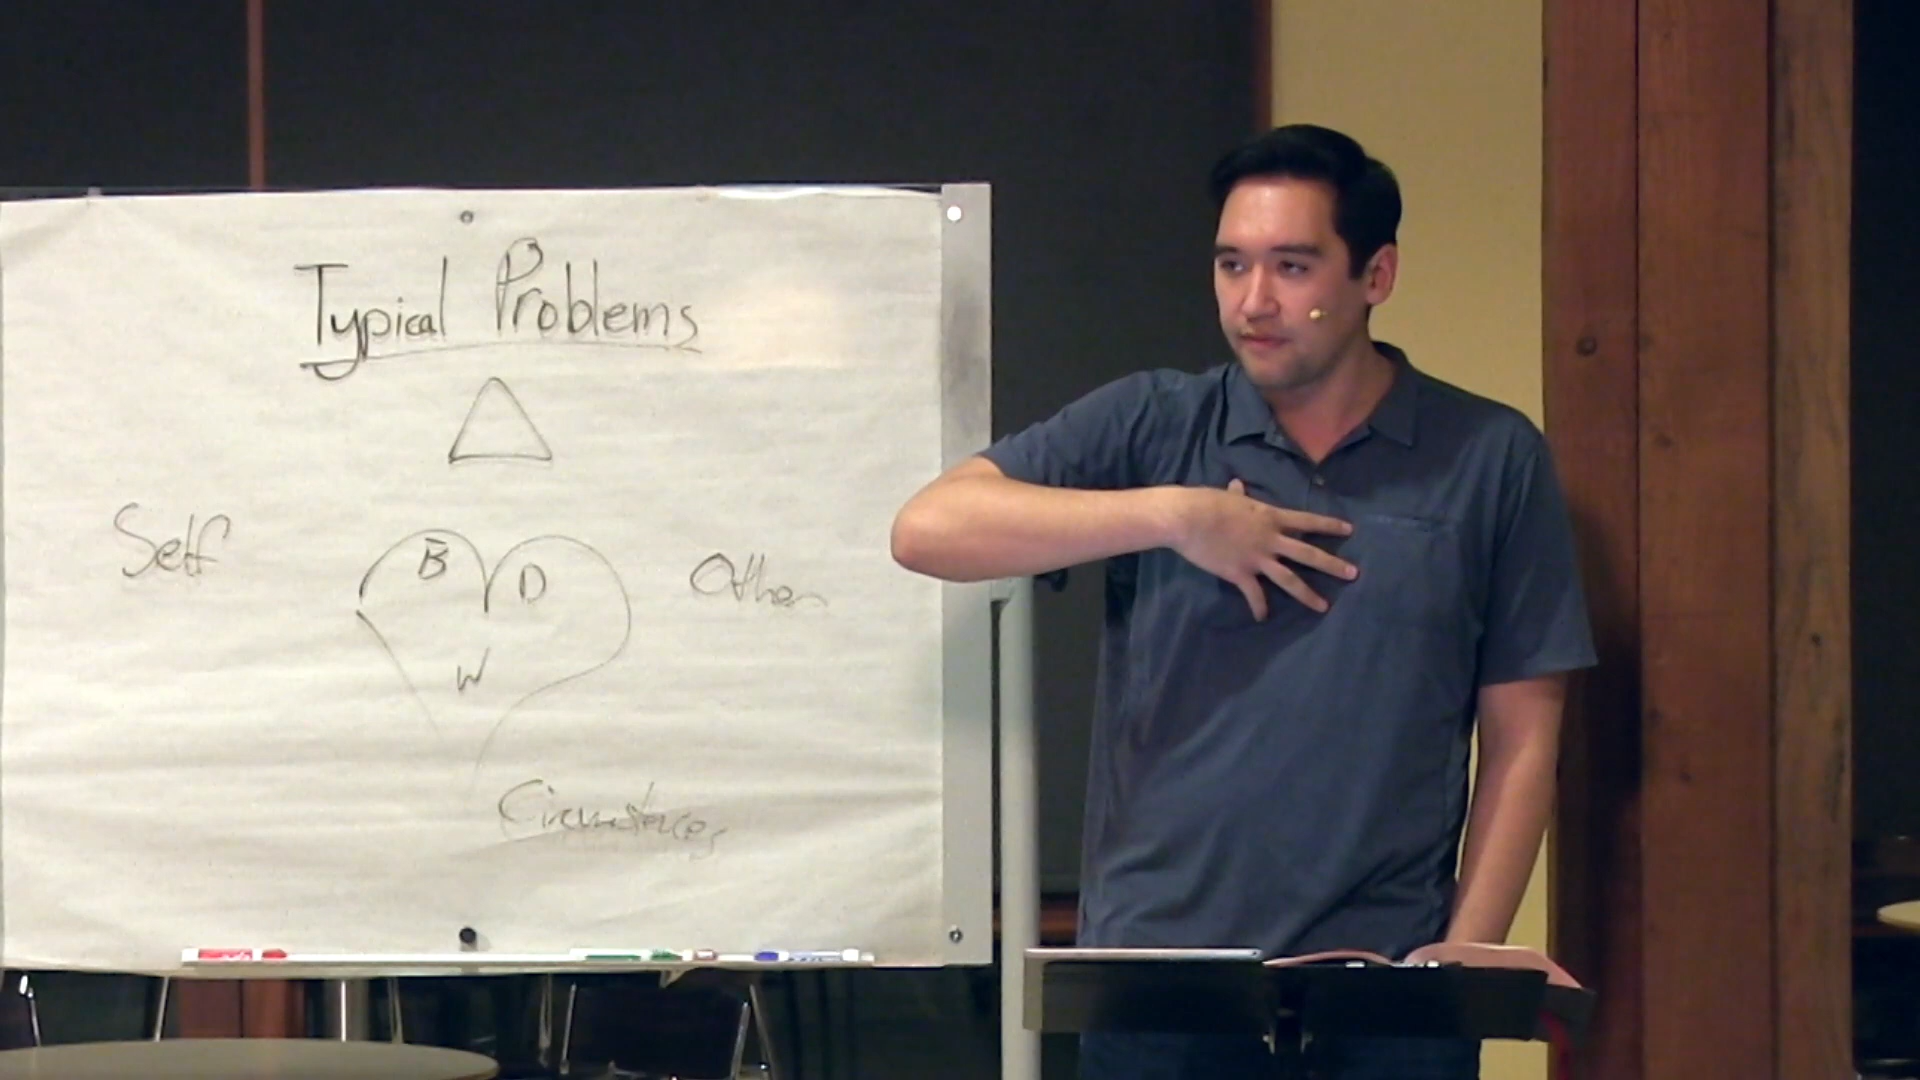 Typical Problems
Self
B D
Other
W
Circumstances